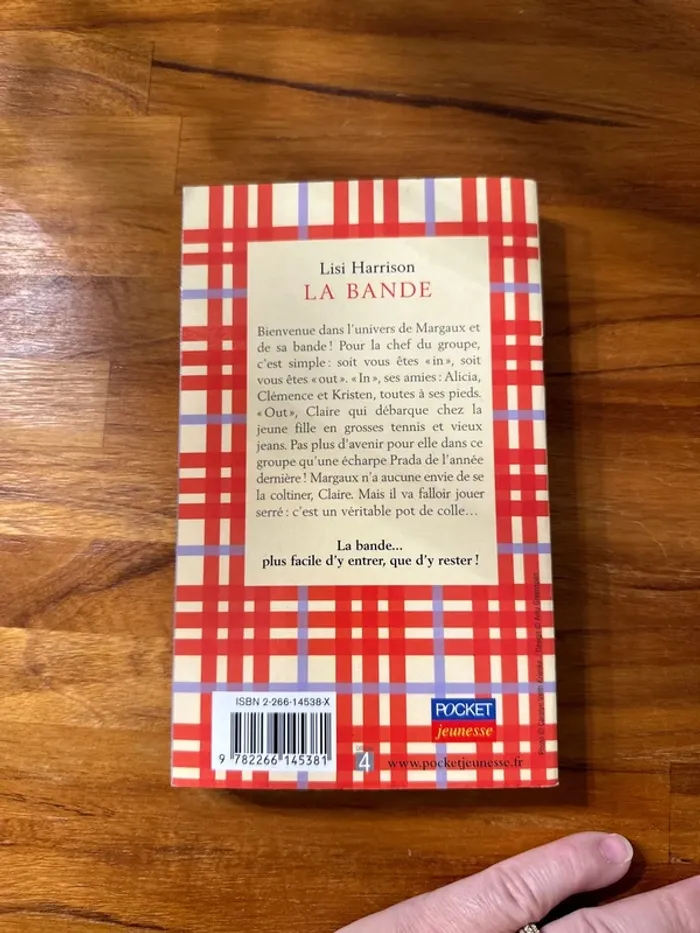 Lisi Harrison
LA BANDE
Bienvenue dans l'univers de Margaux et
de sa bande ! Pour la chef du groupe,
c'est simple : soit vous êtes « in », soit
vous êtes « out ». « In », ses amies : Alicia,
Clémence et Kristen, toutes à ses pieds.
« Out », Claire qui débarque chez la
jeune fille en grosses tennis et vieux
jeans. Pas plus d'avenir pour elle dans ce
groupe qu'une écharpe Prada de l'année
dernière ! Margaux n'a aucune envie de se
la coltiner, Claire. Mais il va falloir jouer
serré : c'est un véritable pot de colle…
La bande...
plus facile d'y entrer, que d'y rester !
ISBN 2-266-14538-X
9 782266 145381
4
POCKET
jeunesse
www.pocketjeunesse.fr